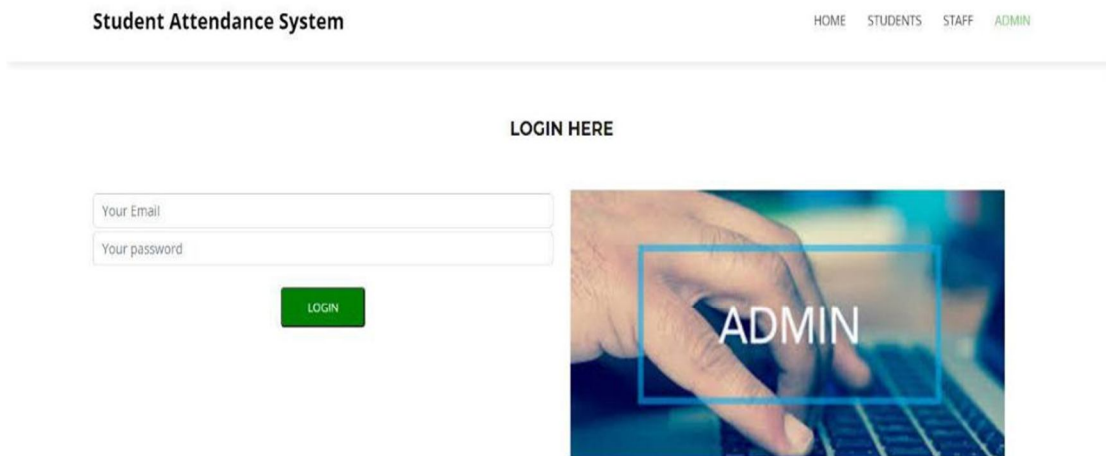 Student Attendance System
HOME STUDENTS STAFF ADMIN
LOGIN HERE
Your Email
Your password
LOGIN
ADMIN